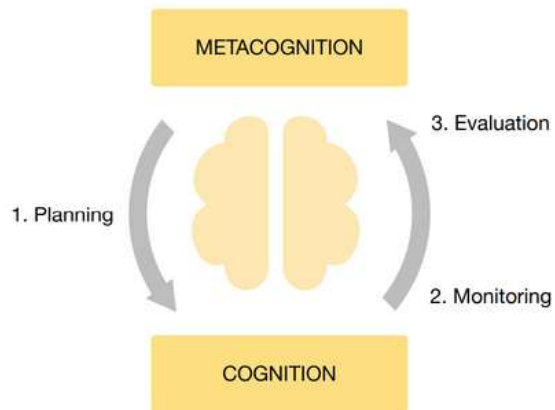 METACOGNITION
3. Evaluation
1. Planning
2. Monitoring
COGNITION